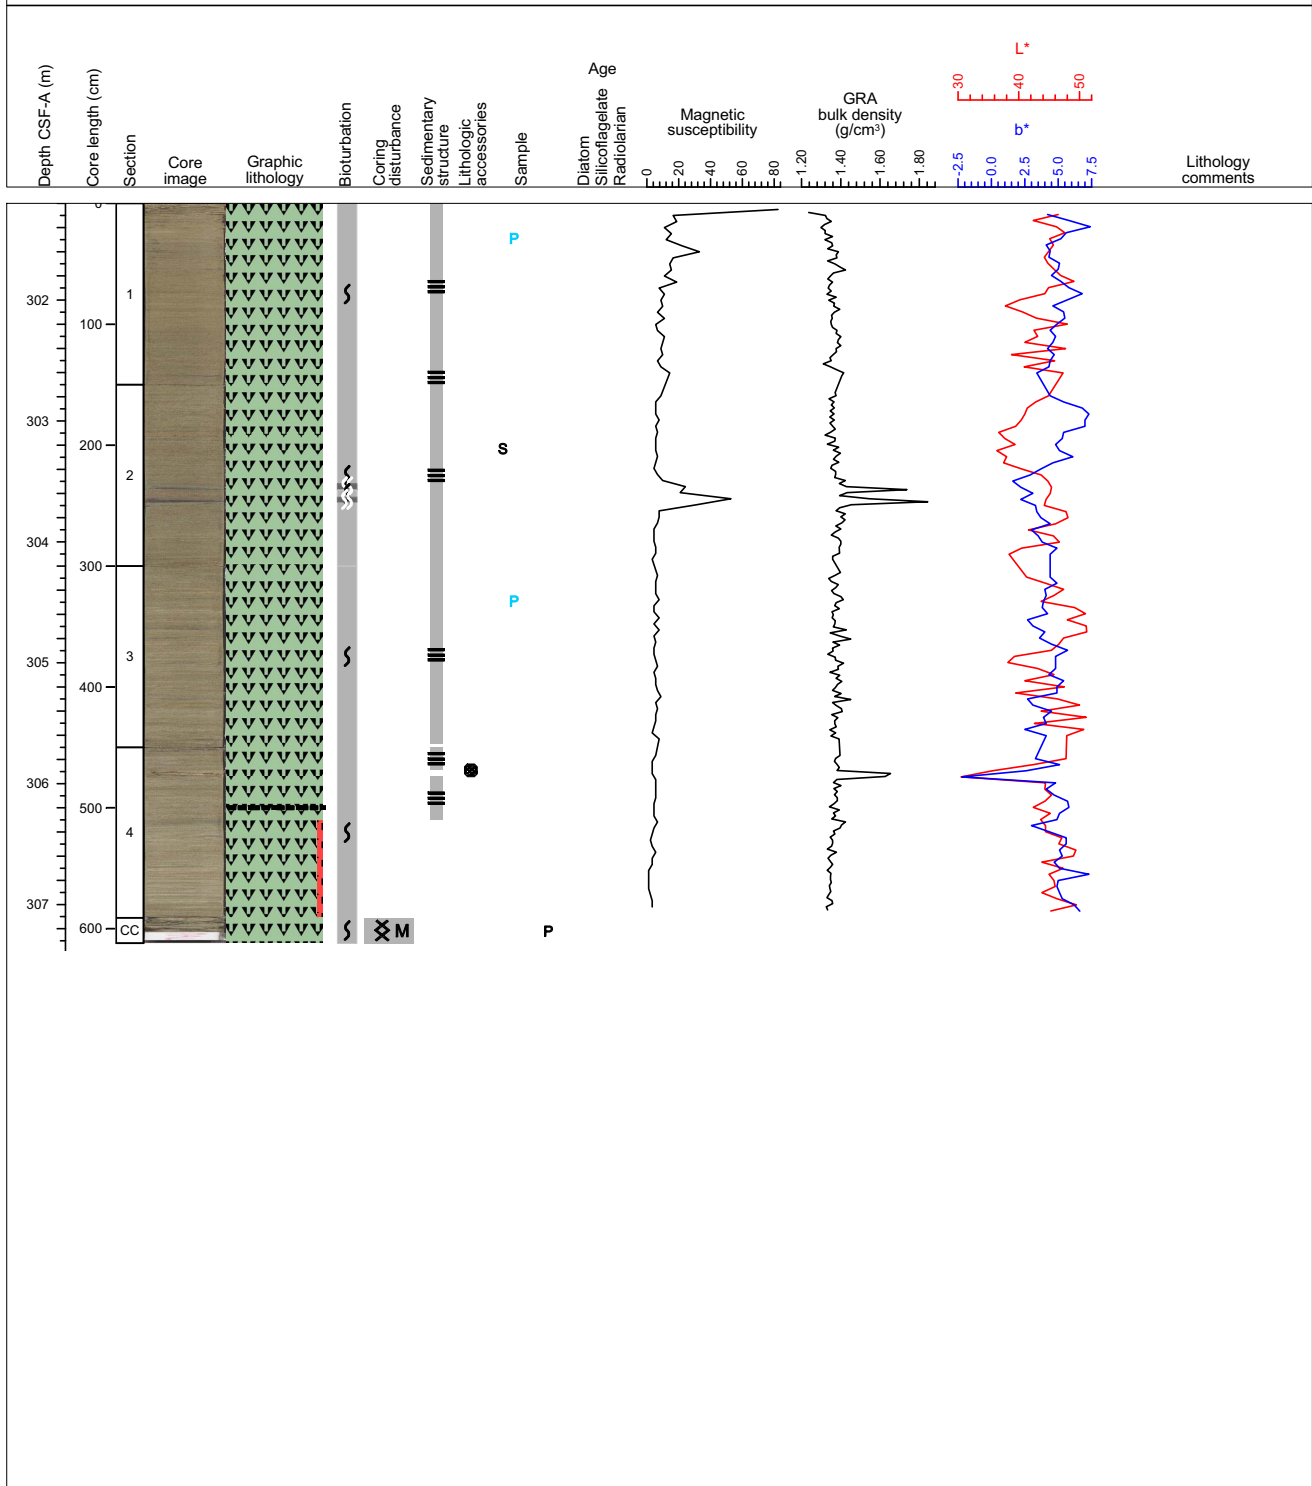 Depth CSF-A (m)
Core length (cm)
Section
Core
image
Graphic
lithology
Bioturbation
Coring
disturbance
Sedimentary
structure
Lithologic
accessories
Sample
Age
Diatom
Silicoflagelate
Radiolarian
Magnetic
susceptibility
0 20 40 60 80
GRA
bulk density
(g/cm³)
1.20 1.40 1.60 1.80
L*
30 40 50
b*
-2.5 0.0 2.5 5.0 7.5
Lithology
comments
0
P
1
302
100
303
200
S
2
304
300
P
3
305
400
306
500
4
307
600
CC
M
P